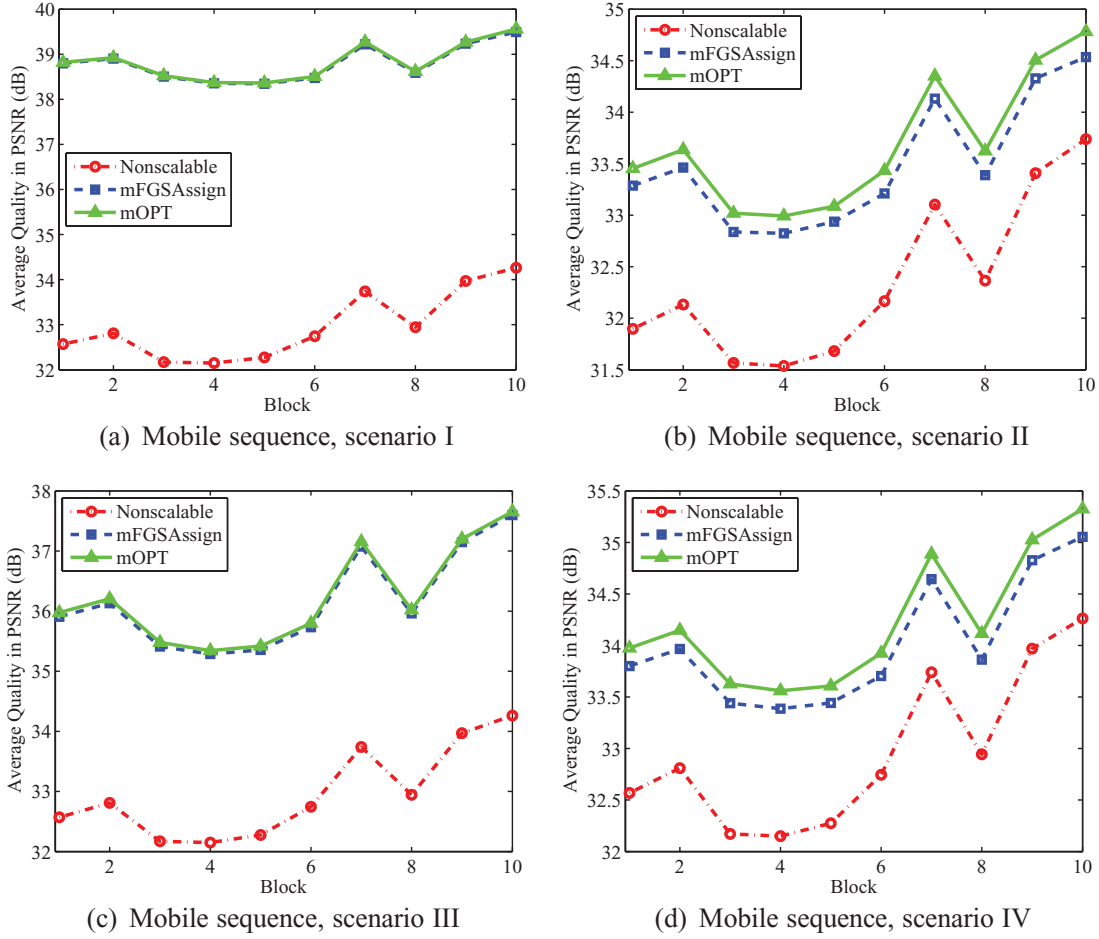 40
39
38
37
36
35
34
33
32
Average Quality in PSNR (dB)
Nonscalable
mFGSAssign
mOPT
2
4
6
8
10
Block
(a) Mobile sequence, scenario I
35
34.5
34
33.5
33
32.5
32
31.5
Average Quality in PSNR (dB)
Nonscalable
mFGSAssign
mOPT
2
4
6
8
10
Block
(b) Mobile sequence, scenario II
38
37
36
35
34
33
32
Average Quality in PSNR (dB)
Nonscalable
mFGSAssign
mOPT
2
4
6
8
10
Block
(c) Mobile sequence, scenario III
35.5
35
34.5
34
33.5
33
32.5
32
Average Quality in PSNR (dB)
Nonscalable
mFGSAssign
mOPT
2
4
6
8
10
Block
(d) Mobile sequence, scenario IV